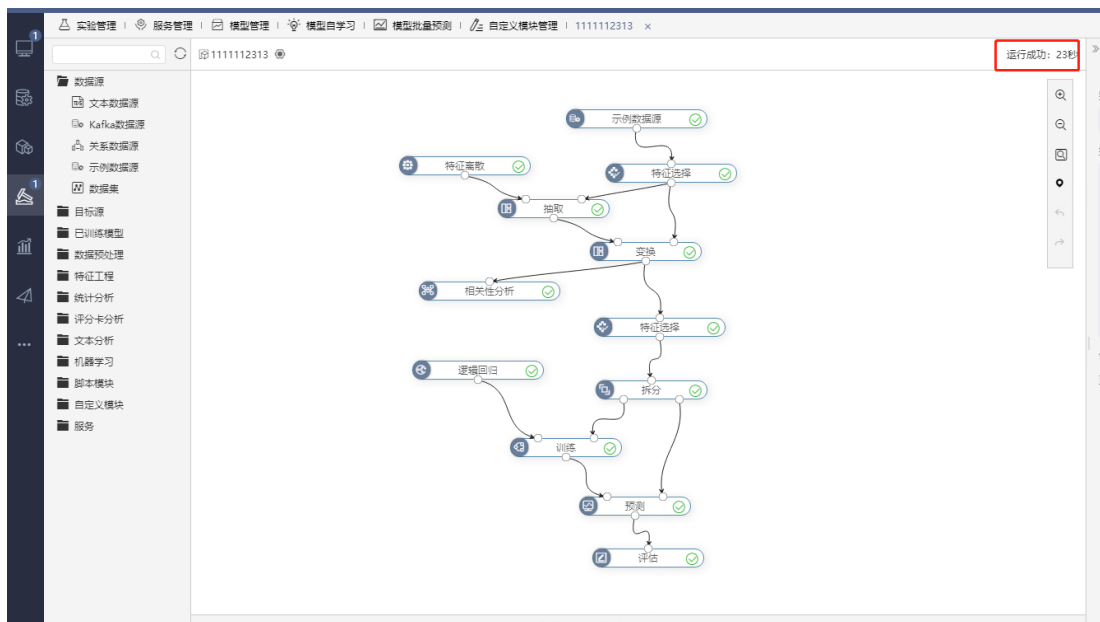 1
实验管理 服务管理 模型管理 模型自学习 模型批量预测 自定义模块管理 1111112313 ×
1111112313
运行成功：23秒
数据源
文本数据源
Kafka数据源
关系数据源
示例数据源
数据集
目标源
已训练模型
数据预处理
特征工程
统计分析
评分卡分析
文本分析
机器学习
脚本模块
自定义模块
服务
1
示例数据源
特征离散
特征选择
抽取
变换
相关性分析
特征选择
逻辑回归
拆分
训练
预测
评估